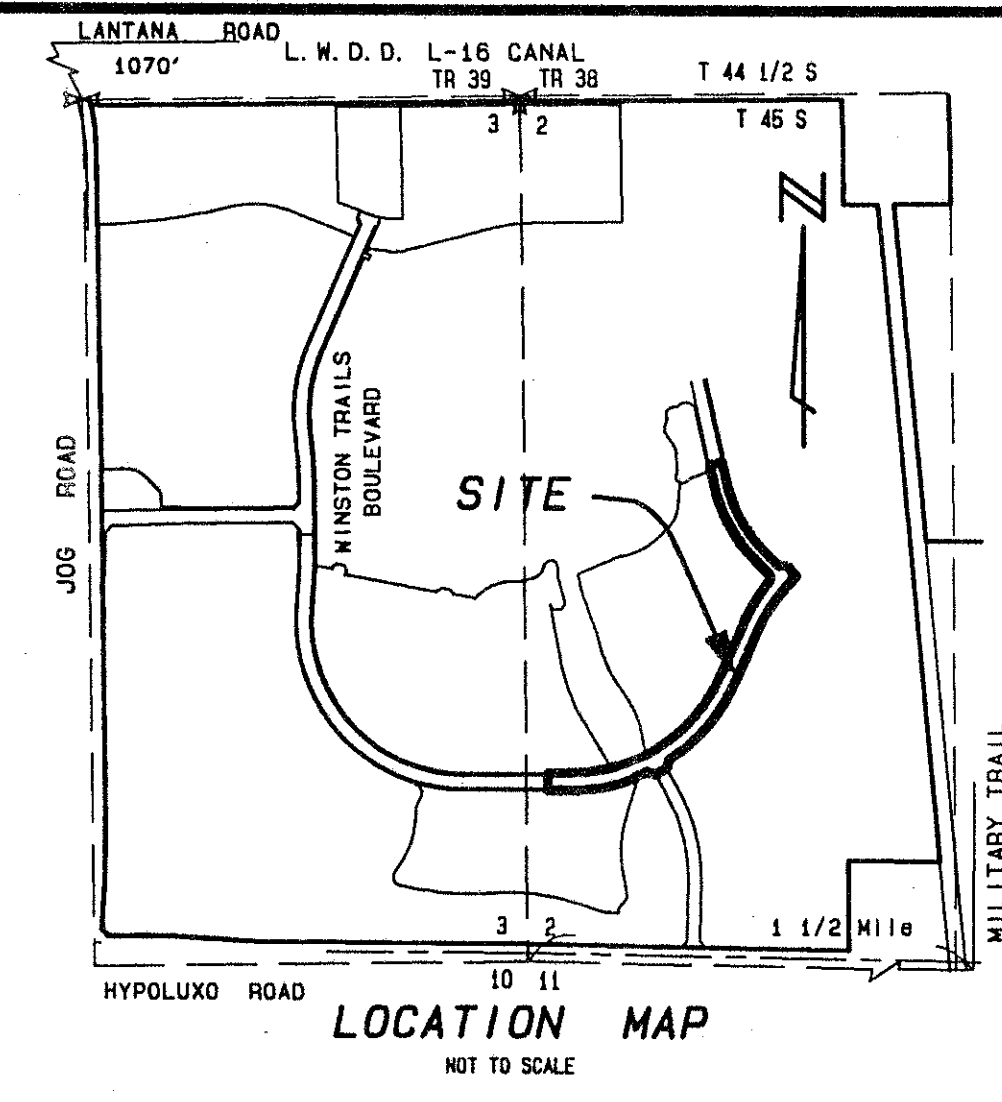 LANTANA ROAD
1070'
L. W. D. D. L-16 CANAL
TR 39 TR 38
T 44 1/2 S
3 2
T 45 S
N
WINSTON TRAILS
BOULEVARD
JOG ROAD
SITE
MILITARY TRAIL
3 2
1 1/2 Mile
10 11
HYPOLUXO ROAD
LOCATION MAP
NOT TO SCALE